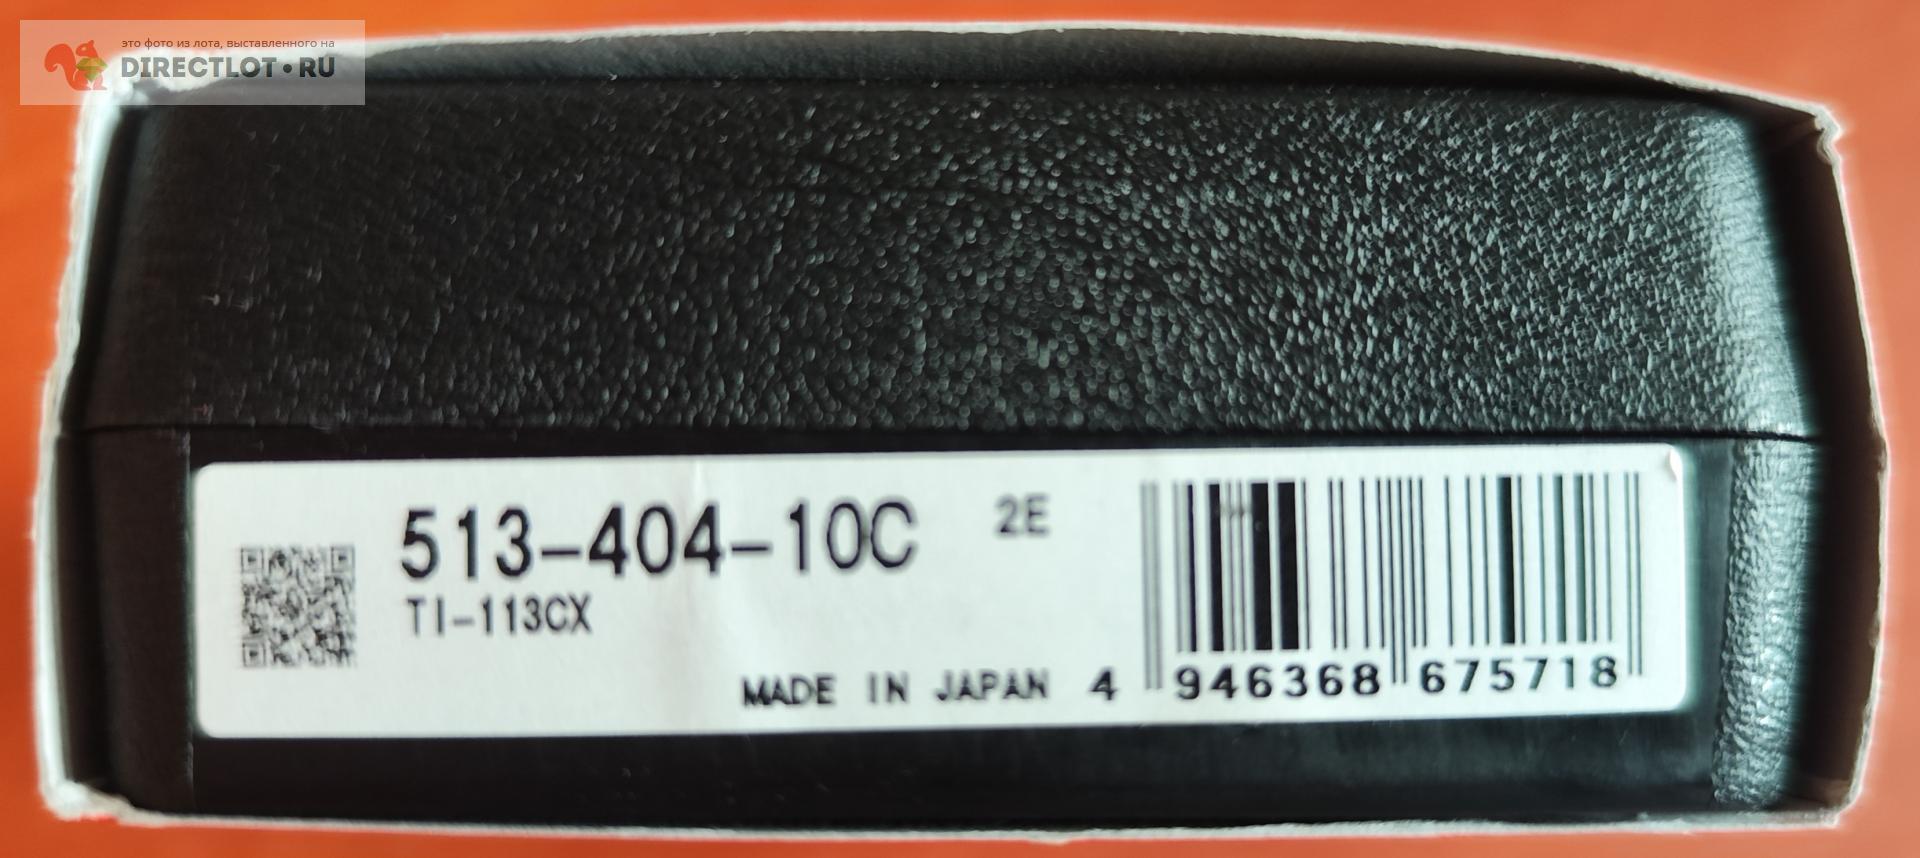 это фото из лота, выставленного на
DIRECTLOT•RU
513-404-10C 2E
TI-113CX
MADE IN JAPAN 4 946368 675718